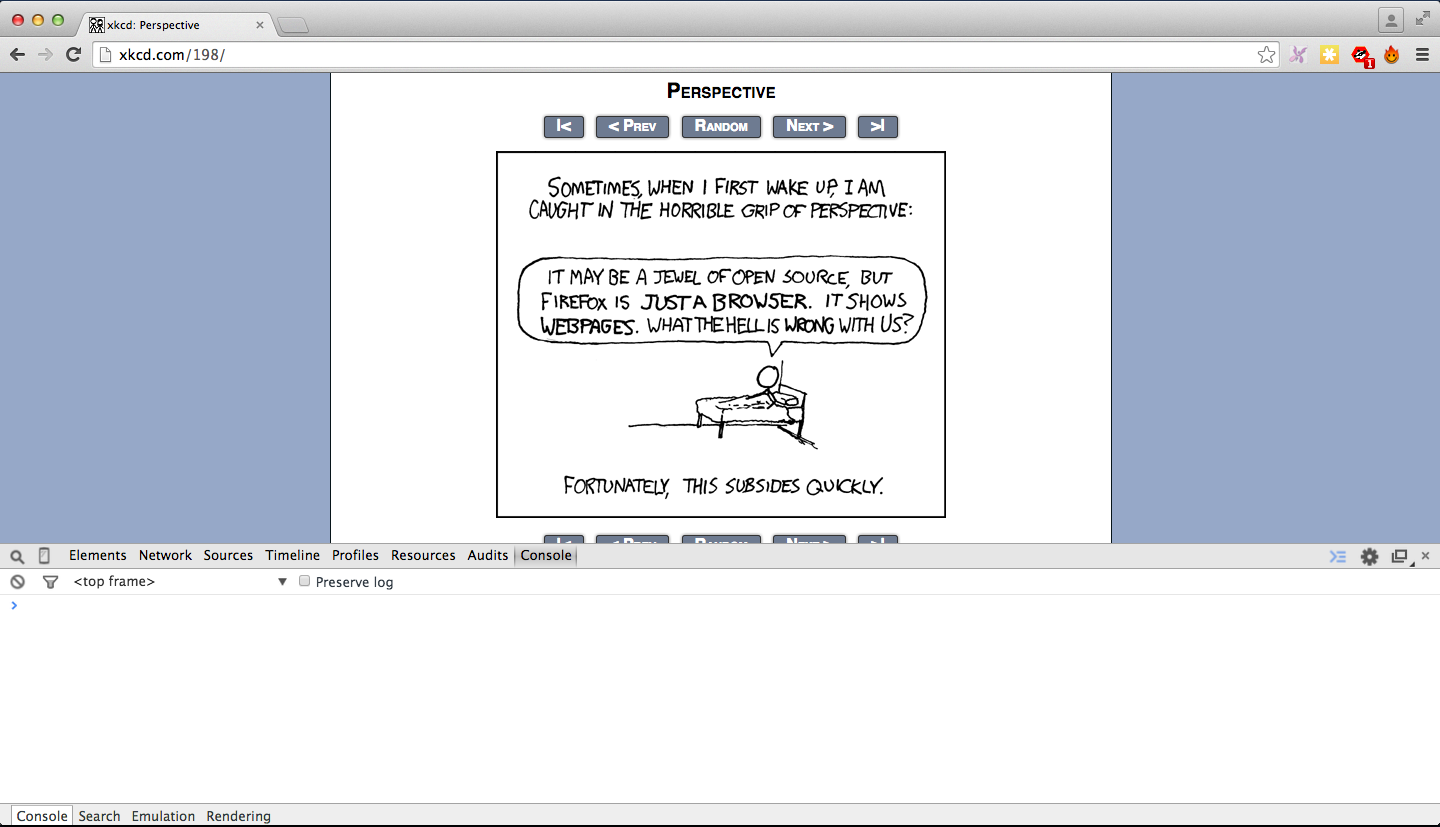 xkcd: Perspective
xkcd.com/198/
1
PERSPECTIVE
|< < PREV RANDOM NEXT > >|
SOMETIMES, WHEN I FIRST WAKE UP, I AM
CAUGHT IN THE HORRIBLE GRIP OF PERSPECTIVE:
IT MAY BE A JEWEL OF OPEN SOURCE, BUT
FIREFOX IS JUST A BROWSER. IT SHOWS
WEBPAGES. WHAT THE HELL IS WRONG WITH US?
FORTUNATELY, THIS SUBSIDES QUICKLY.
|< < PREV RANDOM NEXT > >|
Elements Network Sources Timeline Profiles Resources Audits Console
<top frame> Preserve log
Console Search Emulation Rendering